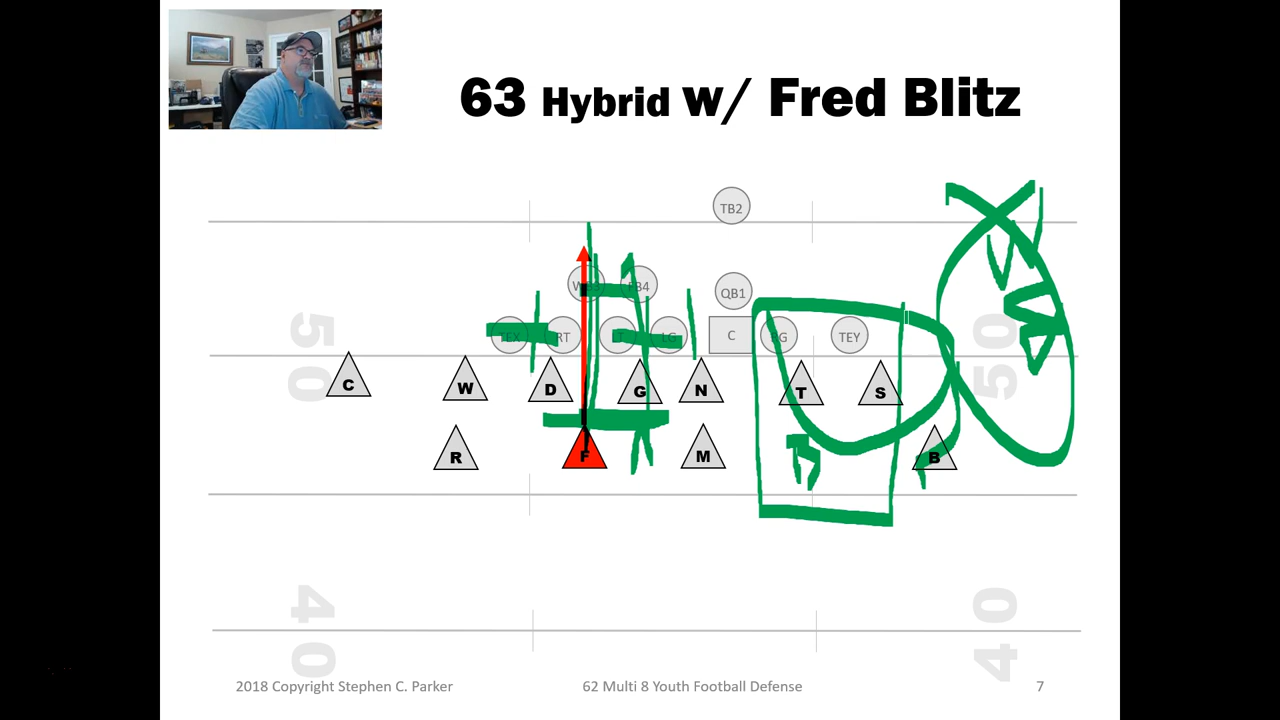 63 Hybrid w/ Fred Blitz
TB2
FB4
QB1
TEX RT LT LG C RG TEY
C W D G N T S
R F M B
50 50
40 40
2018 Copyright Stephen C. Parker 62 Multi 8 Youth Football Defense 7